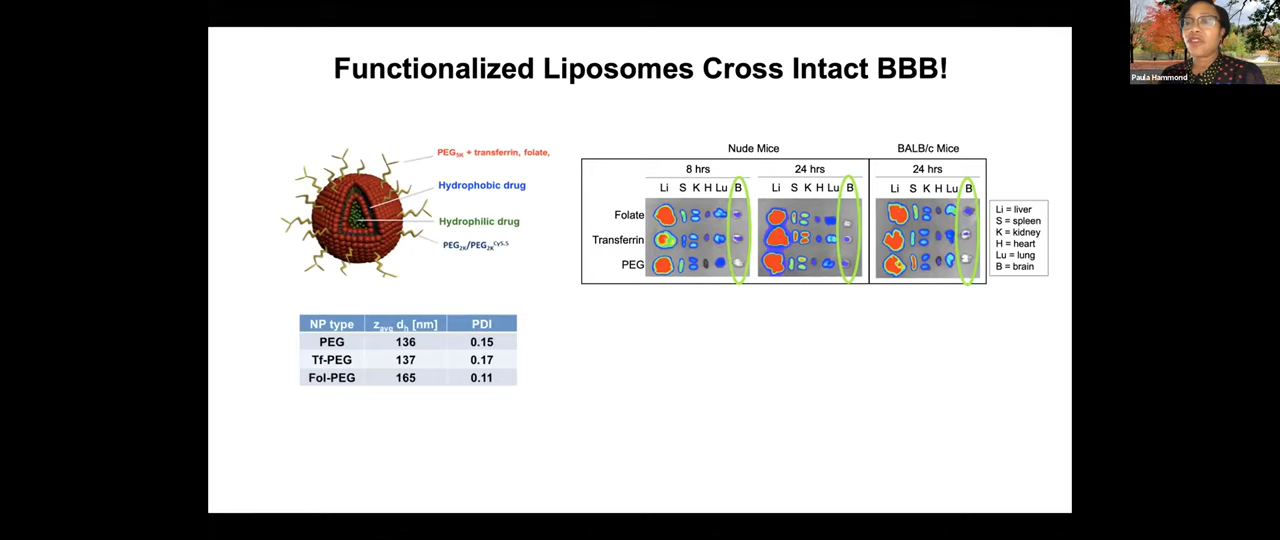 Functionalized Liposomes Cross Intact BBB!
Paula Hammond
PEG5K + transferrin, folate,
Hydrophobic drug
Hydrophilic drug
PEG2K/PEG2K Cy5.5
Nude Mice
BALB/c Mice
8 hrs
24 hrs
24 hrs
Li S K H Lu B
Li S K H Lu B
Li S K H Lu B
Folate
Transferrin
PEG
Li = liver
S = spleen
K = kidney
H = heart
Lu = lung
B = brain
NP type zavg dh [nm] PDI
PEG 136 0.15
Tf-PEG 137 0.17
Fol-PEG 165 0.11